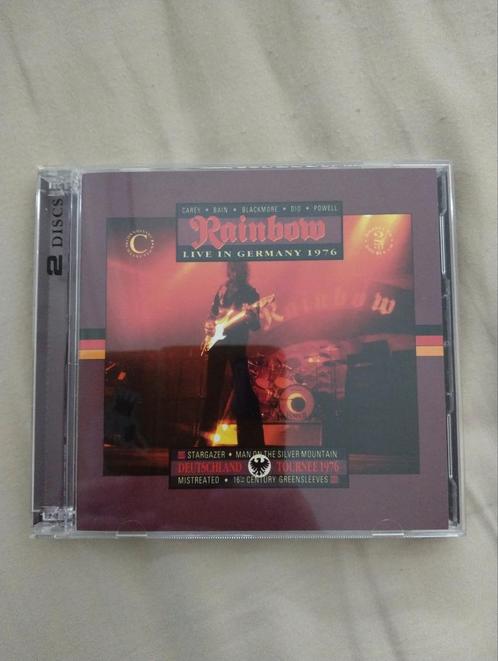 2 DISCS
CAREY • BAIN • BLACKMORE • DIO • POWELL
Rainbow
LIVE IN GERMANY 1976
C
2
Rainbow
STARGAZER • MAN ON THE SILVER MOUNTAIN
DEUTSCHLAND TOURNEE 1976
MISTREATED • 16TH CENTURY GREENSLEEVES